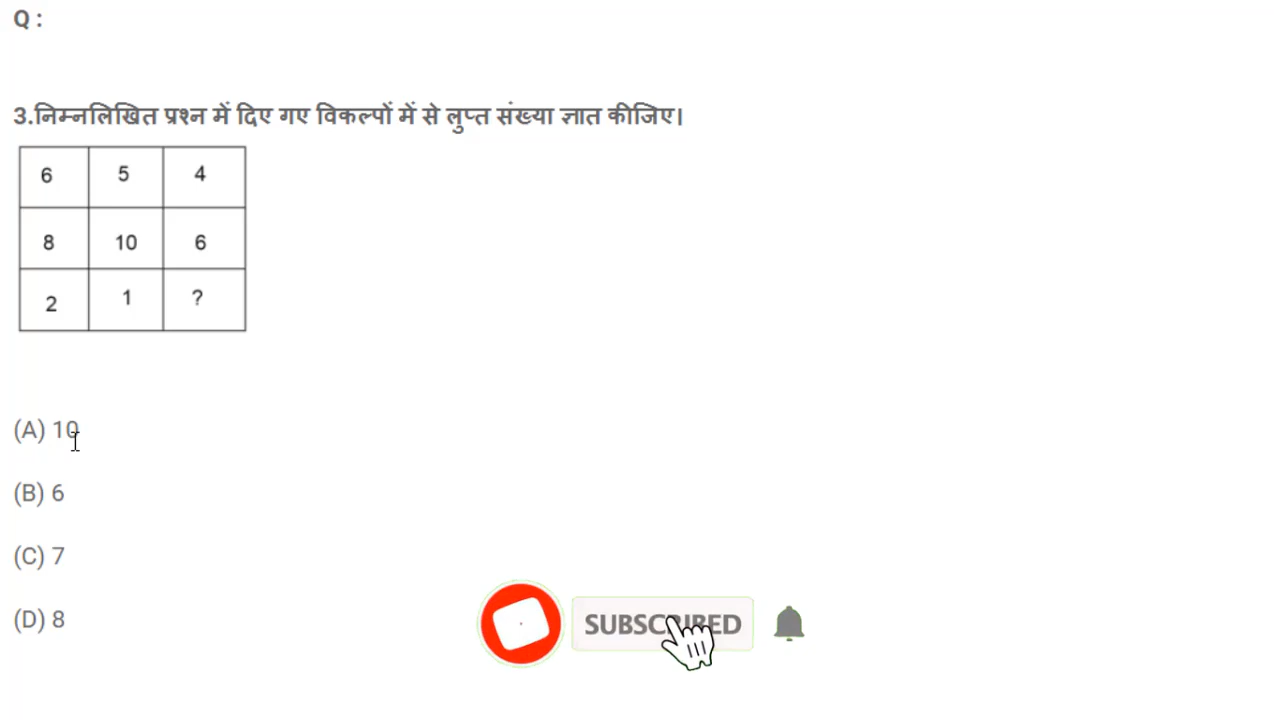 Q :
3.निम्नलिखित प्रश्न में दिए गए विकल्पों में से लुप्त संख्या ज्ञात कीजिए।
6 5 4
8 10 6
2 1 ?
(A) 10
(B) 6
(C) 7
(D) 8
SUBSCRIBED